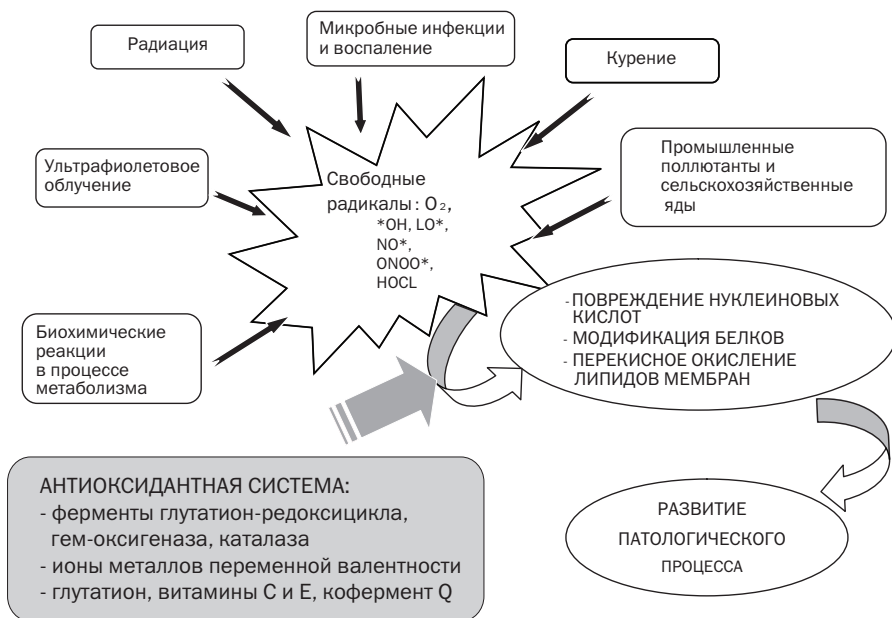 Радиация
Микробные инфекции
и воспаление
Курение
Ультрафиолетовое
облучение
Свободные
радикалы: O₂,
*OH, LO*,
NO*,
ONOO*,
HOCL
Промышленные
поллютанты и
сельскохозяйственные
яды
Биохимические
реакции
в процессе
метаболизма
- ПОВРЕЖДЕНИЕ НУКЛЕИНОВЫХ
КИСЛОТ
- МОДИФИКАЦИЯ БЕЛКОВ
- ПЕРЕКИСНОЕ ОКИСЛЕНИЕ
ЛИПИДОВ МЕМБРАН
АНТИОКСИДАНТНАЯ СИСТЕМА:
- ферменты глутатион-редоксицикла,
гем-оксигеназа, каталаза
- ионы металлов переменной валентности
- глутатион, витамины С и Е, кофермент Q
РАЗВИТИЕ
ПАТОЛОГИЧЕСКОГО
ПРОЦЕССА